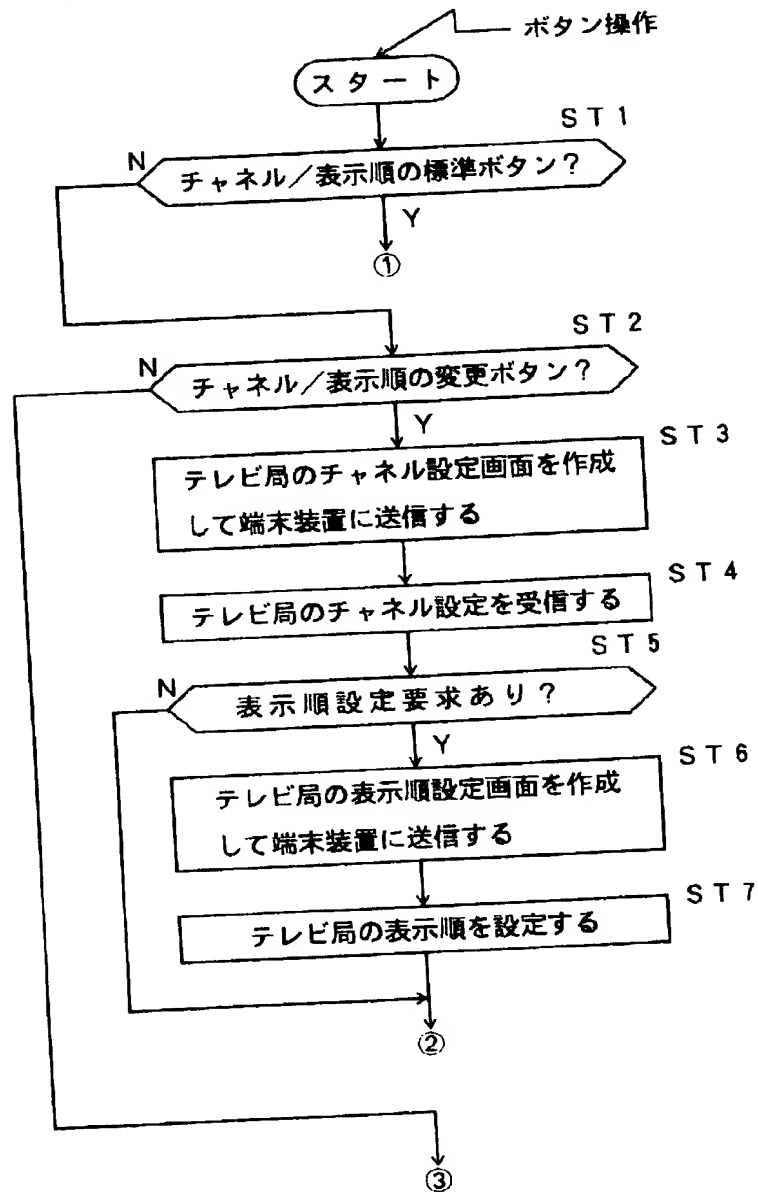 ボタン操作
スタート
ST1
N
チャネル／表示順の標準ボタン？
Y
①
ST2
N
チャネル／表示順の変更ボタン？
Y
ST3
テレビ局のチャネル設定画面を作成
して端末装置に送信する
ST4
テレビ局のチャネル設定を受信する
ST5
N
表示順設定要求あり？
Y
ST6
テレビ局の表示順設定画面を作成
して端末装置に送信する
ST7
テレビ局の表示順を設定する
②
③